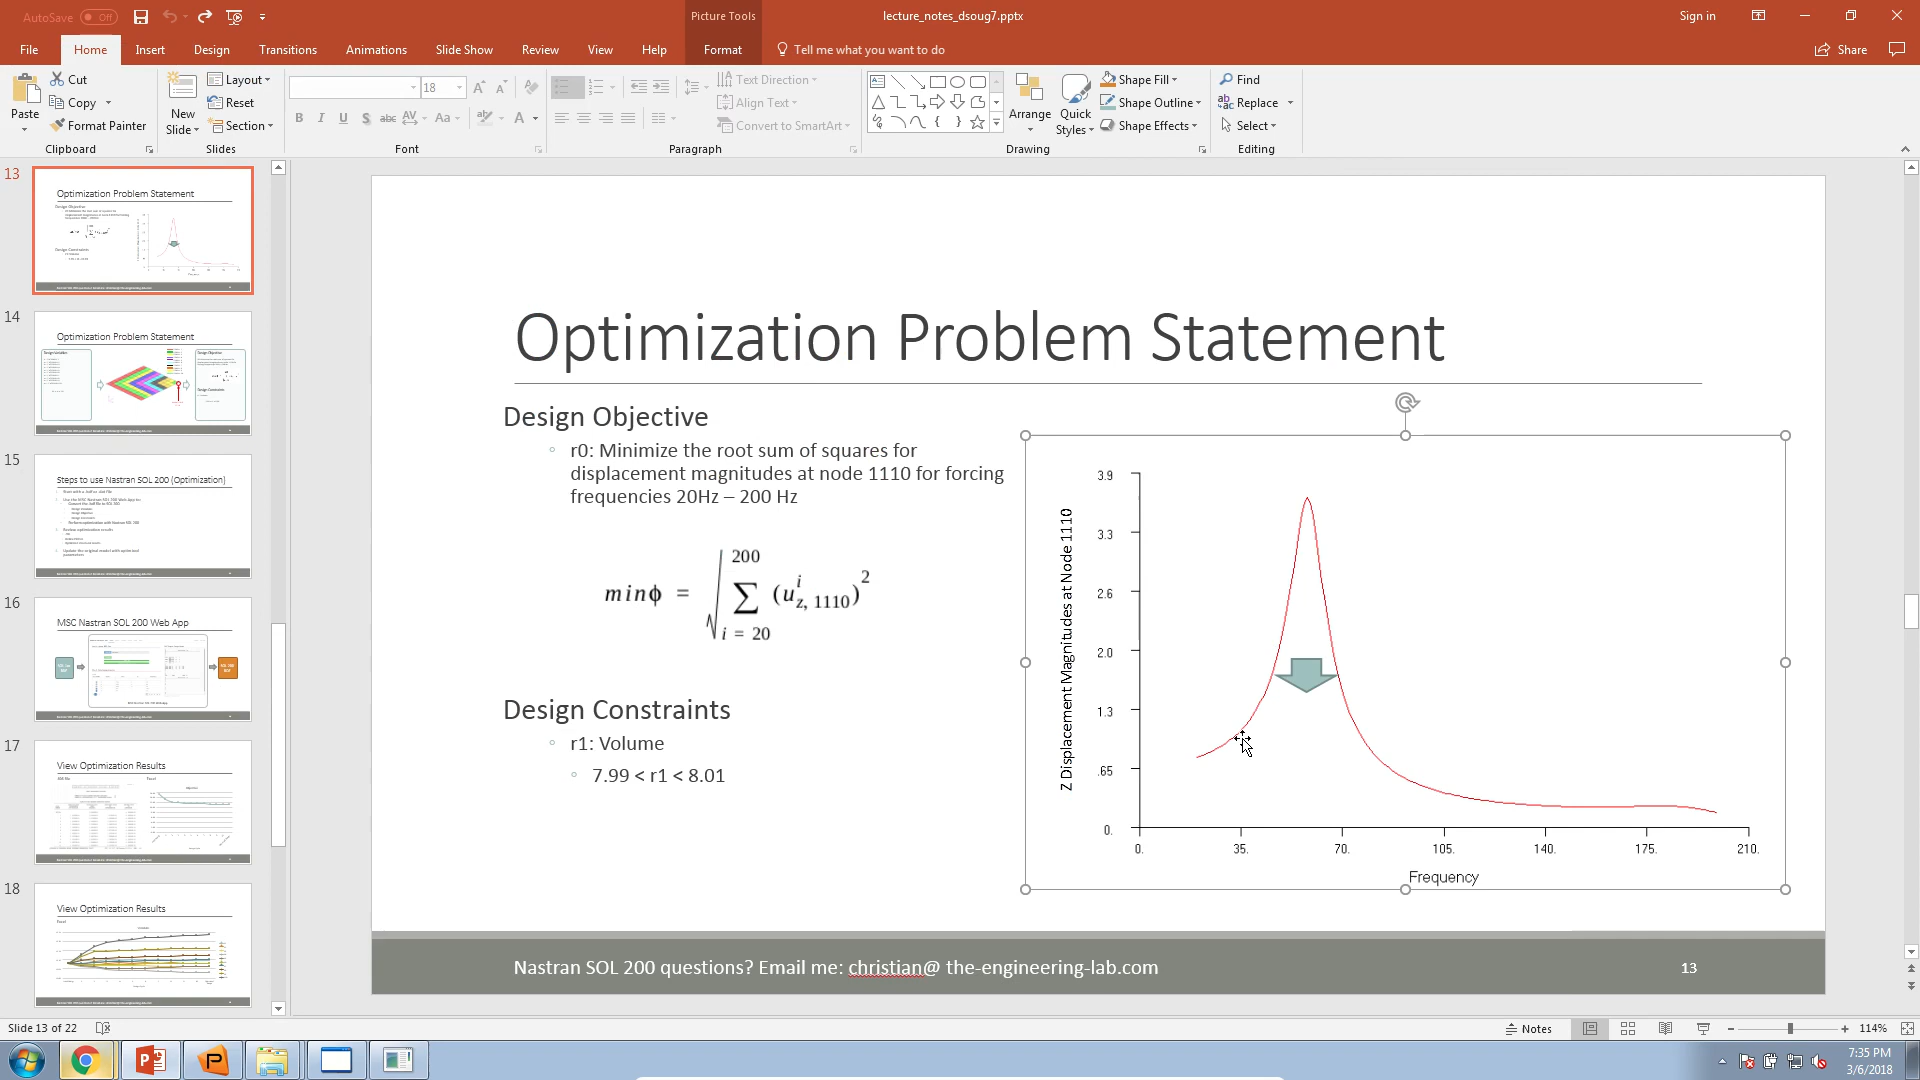 AutoSave Off
Picture Tools
lecture_notes_dsoug7.pptx
Sign in
File Home Insert Design Transitions Animations Slide Show Review View Help Format Tell me what you want to do Share
Cut
Copy
Format Painter
Paste
Clipboard
New
Slide
Layout
Reset
Section
Slides
18
Font
Text Direction
Align Text
Convert to SmartArt
Paragraph
Arrange
Quick
Styles
Shape Fill
Shape Outline
Shape Effects
Drawing
Find
Replace
Select
Editing
13
Optimization Problem Statement
14
Optimization Problem Statement
15
Steps to use Nastran SOL 200 (Optimization)
16
MSC Nastran SOL 200 Web App
17
View Optimization Results
18
View Optimization Results
Optimization Problem Statement
Design Objective
r0: Minimize the root sum of squares for
displacement magnitudes at node 1110 for forcing
frequencies 20Hz – 200 Hz
min ϕ = √ ∑ 200 i = 20 (u i z, 1110) 2
Design Constraints
r1: Volume
7.99 < r1 < 8.01
Z Displacement Magnitudes at Node 1110
3.9
3.3
2.6
2.0
1.3
.65
0.
0. 35. 70. 105. 140. 175. 210.
Frequency
Nastran SOL 200 questions? Email me: christian@ the-engineering-lab.com
13
Slide 13 of 22
Notes
114%
7:35 PM
3/6/2018